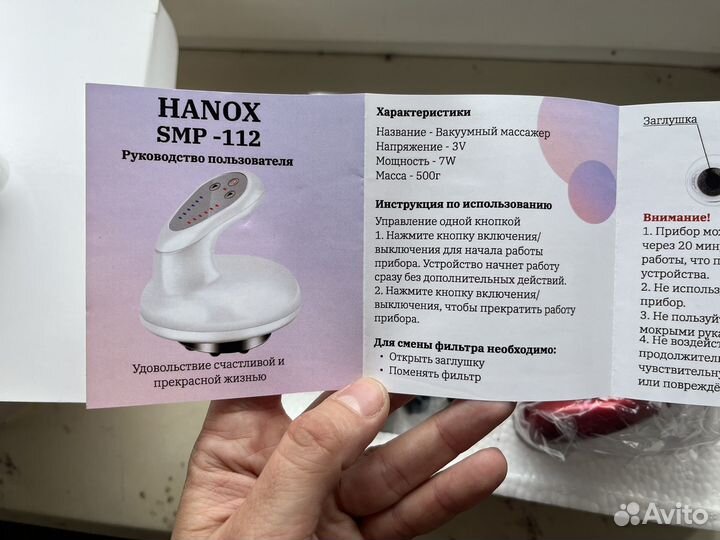 HANOX
SMP -112
Руководство пользователя
Удовольствие счастливой и
прекрасной жизнью
Характеристики
Название - Вакуумный массажер
Напряжение - 3V
Мощность - 7W
Масса - 500г
Инструкция по использованию
Управление одной кнопкой
1. Нажмите кнопку включения/
выключения для начала работы
прибора. Устройство начнет работу
сразу без дополнительных действий.
2. Нажмите кнопку включения/
выключения, чтобы прекратить работу
прибора.
Для смены фильтра необходимо:
• Открыть заглушку
• Поменять фильтр
Заглушка
Внимание!
1. Прибор мо
через 20 мин
работы, что п
устройства.
2. Не использ
прибор.
3. Не пользуй
мокрыми рука
4. Не воздейс
продолжител
чувствительну
или поврежд
Avito